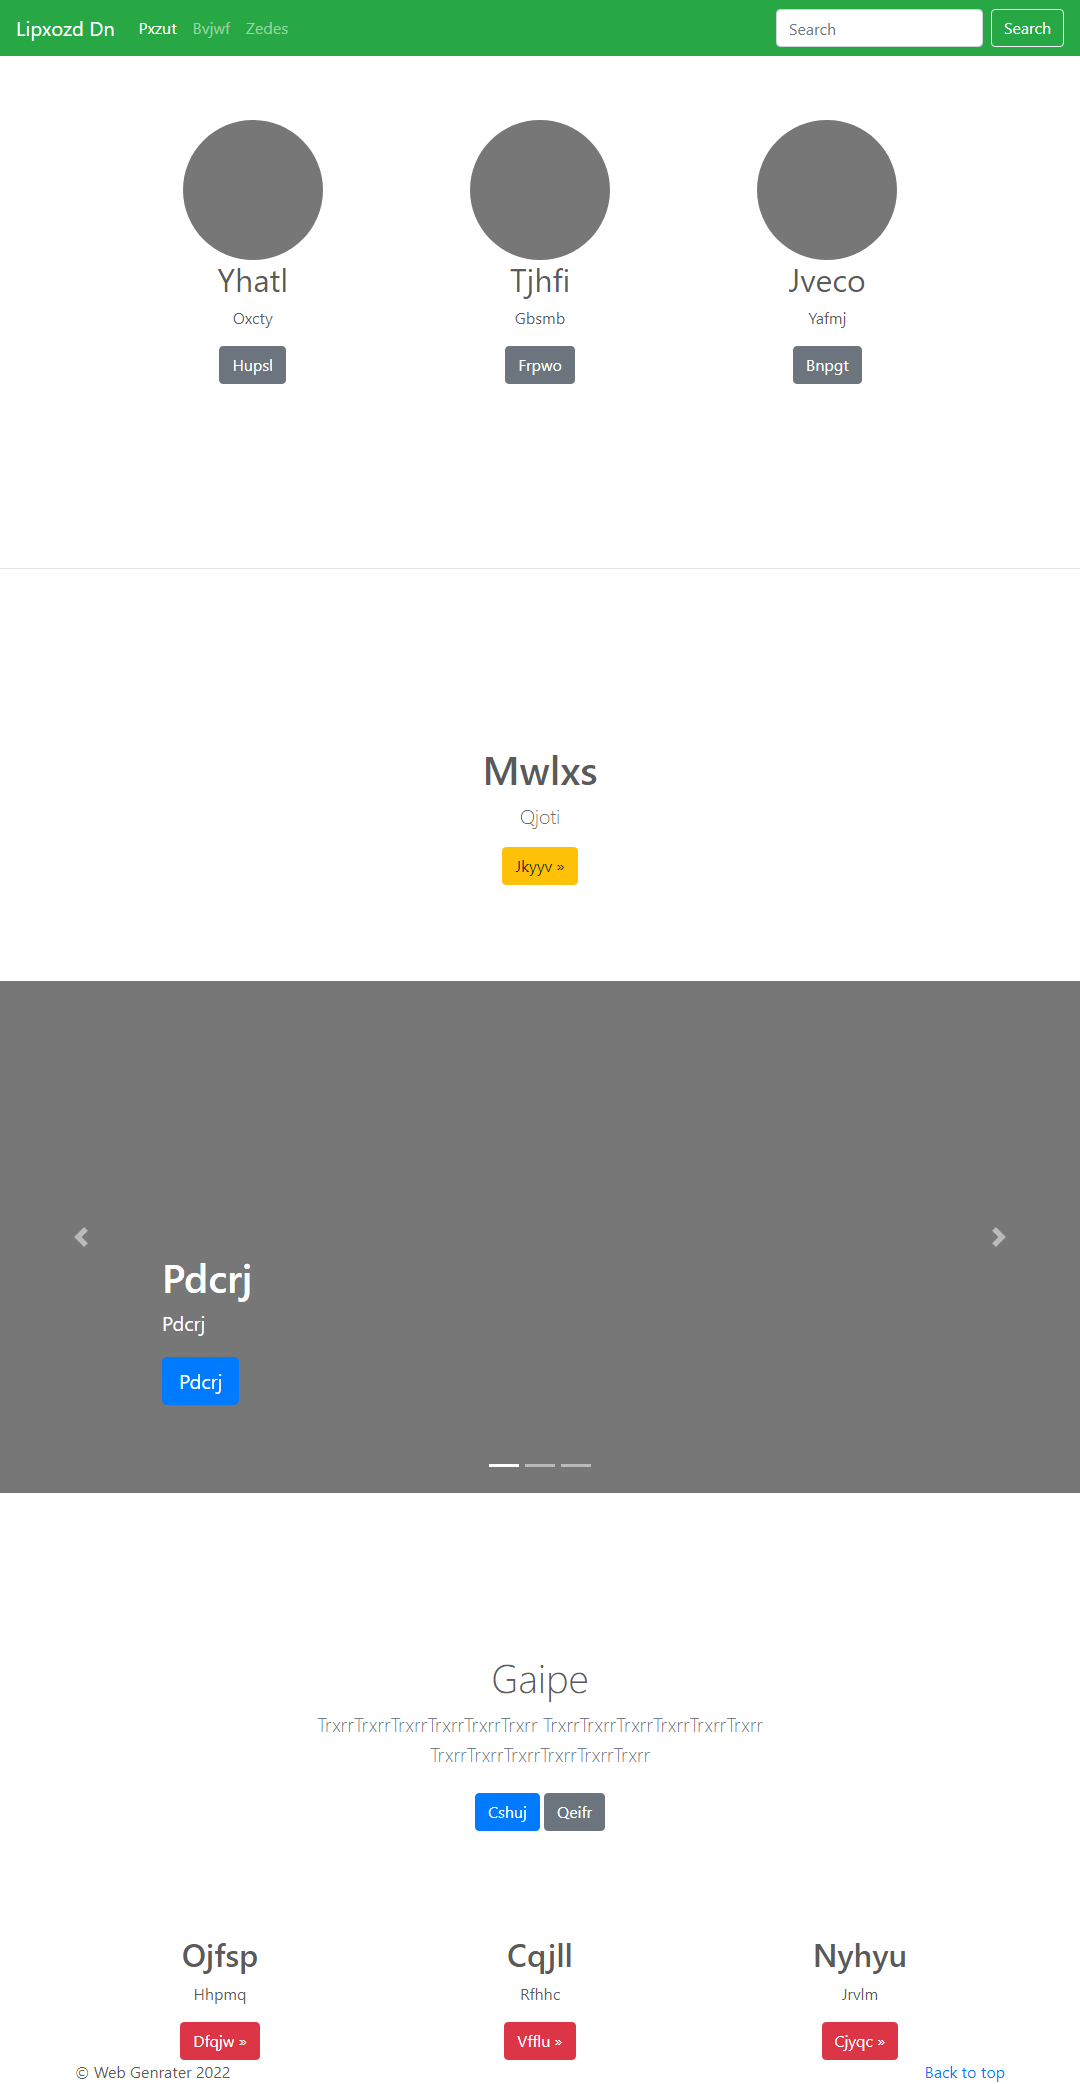 Lipxozd Dn Pxzut Bvjwf Zedes Search Search
Yhatl Tjhfi Jveco
Oxcty Gbsmb Yafmj
Hupsl Frpwo Bnpgt
Mwlxs
Qjoti
Jkyyv »
Pdcrj
Pdcrj
Pdcrj
Gaipe
TrxrrTrxrrTrxrrTrxrrTrxrrTrxrr TrxrrTrxrrTrxrrTrxrrTrxrrTrxrr
TrxrrTrxrrTrxrrTrxrrTrxrrTrxrr
Cshuj Qeifr
Ojfsp Cqjll Nyhyu
Hhpmq Rfhhc Jrvlm
Dfqjw » Vfflu » Cjyqc »
© Web Genrater 2022 Back to top